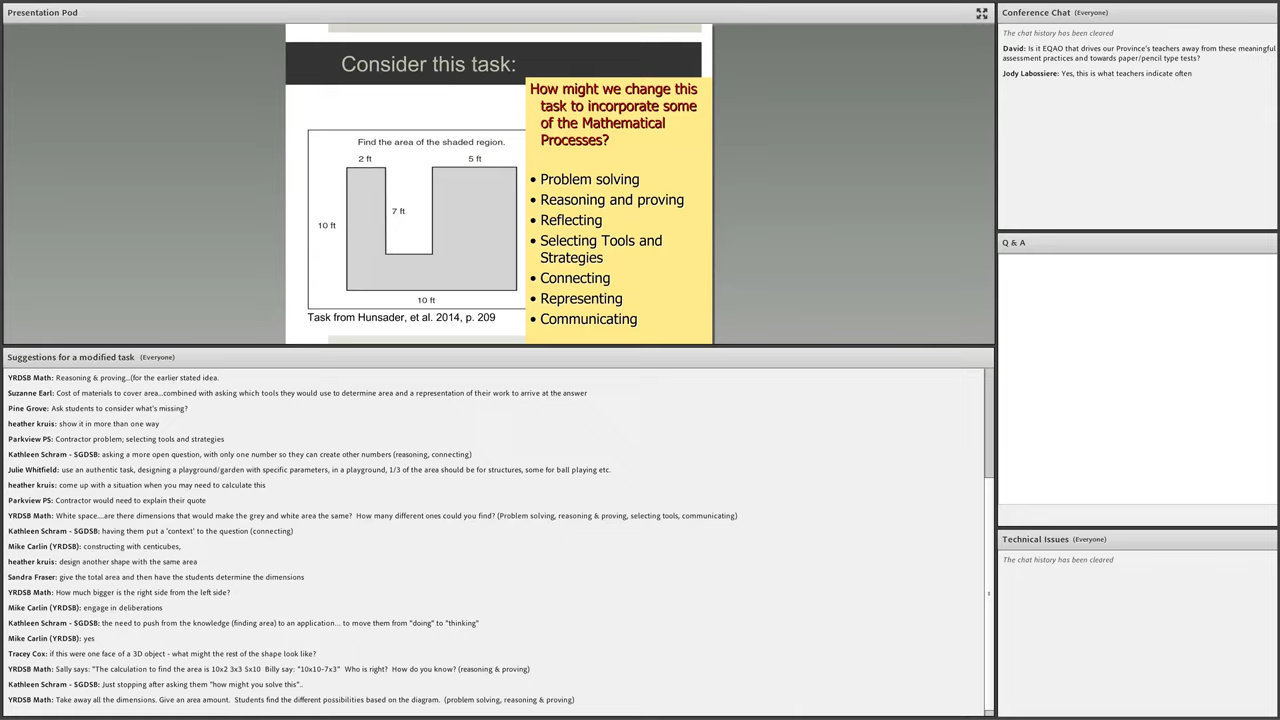 Presentation Pod
Consider this task:
How might we change this
task to incorporate some
of the Mathematical
Processes?
Find the area of the shaded region.
2 ft
5 ft
7 ft
10 ft
10 ft
Task from Hunsader, et al. 2014, p. 209
• Problem solving
• Reasoning and proving
• Reflecting
• Selecting Tools and
Strategies
• Connecting
• Representing
• Communicating
Suggestions for a modified task (Everyone)
YRDSB Math: Reasoning & proving..(for the earlier stated idea.
Suzanne Earl: Cost of materials to cover area...combined with asking which tools they would use to determine area and a representation of their work to arrive at the answer
Pine Grove: Ask students to consider what's missing?
heather kruis: show it in more than one way
Parkview PS: Contractor problem; selecting tools and strategies
Kathleen Schram - SGDSB: asking a more open question, with only one number so they can create other numbers (reasoning, connecting)
Julie Whitfield: use an authentic task, designing a playground/garden with specific parameters, in a playground, 1/3 of the area should be for structures, some for ball playing etc.
heather kruis: come up with a situation when you may need to calculate this
Parkview PS: Contractor would need to explain their quote
YRDSB Math: White space....are there dimensions that would make the grey and white area the same? How many different ones could you find? (Problem solving, reasoning & proving, selecting tools, communicating)
Kathleen Schram - SGDSB: having them put a 'context' to the question (connecting)
Mike Carlin (YRDSB): constructing with centicubes,
heather kruis: design another shape with the same area
Sandra Fraser: give the total area and then have the students determine the dimensions
YRDSB Math: How much bigger is the right side from the left side?
Mike Carlin (YRDSB): engage in deliberations
Kathleen Schram - SGDSB: the need to push from the knowledge (finding area) to an application... to move them from "doing" to "thinking"
Mike Carlin (YRDSB): yes
Tracey Cox: if this were one face of a 3D object - what might the rest of the shape look like?
YRDSB Math: Sally says: "The calculation to find the area is 10x2 3x3 5x10 Billy say: "10x10-7x3" Who is right? How do you know? (reasoning & proving)
Kathleen Schram - SGDSB: Just stopping after asking them "how might you solve this"..
YRDSB Math: Take away all the dimensions. Give an area amount. Students find the different possibilities based on the diagram. (problem solving, reasoning & proving)
Conference Chat (Everyone)
The chat history has been cleared
David: Is it EQAO that drives our Province's teachers away from these meaningful
assessment practices and towards paper/pencil type tests?
Jody Labossiere: Yes, this is what teachers indicate often
Q & A
Technical Issues (Everyone)
The chat history has been cleared